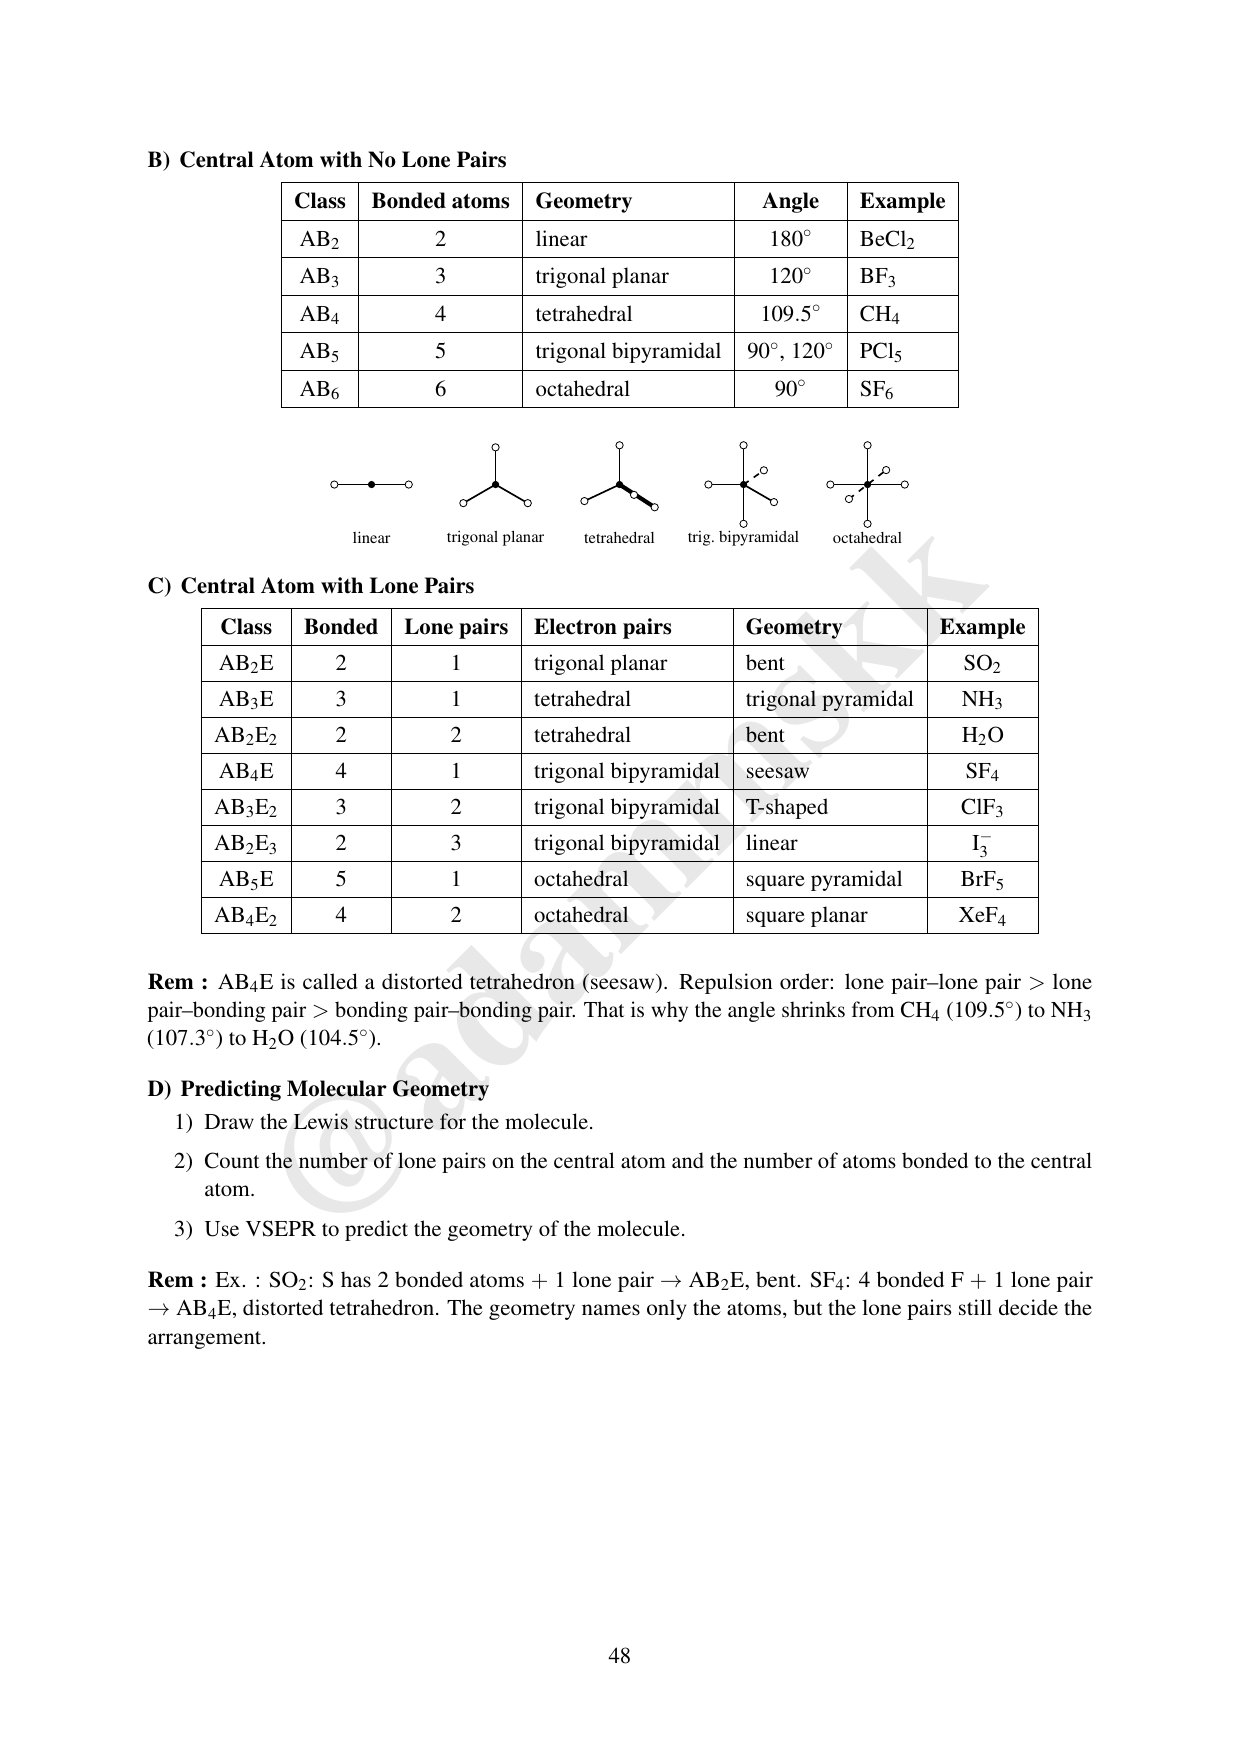 B) Central Atom with No Lone Pairs
Class Bonded atoms Geometry Angle Example
AB₂ 2 linear 180° BeCl₂
AB₃ 3 trigonal planar 120° BF₃
AB₄ 4 tetrahedral 109.5° CH₄
AB₅ 5 trigonal bipyramidal 90°, 120° PCl₅
AB₆ 6 octahedral 90° SF₆
linear trigonal planar tetrahedral trig. bipyramidal octahedral
C) Central Atom with Lone Pairs
Class Bonded Lone pairs Electron pairs Geometry Example
AB₂E 2 1 trigonal planar bent SO₂
AB₃E 3 1 tetrahedral trigonal pyramidal NH₃
AB₂E₂ 2 2 tetrahedral bent H₂O
AB₄E 4 1 trigonal bipyramidal seesaw SF₄
AB₃E₂ 3 2 trigonal bipyramidal T-shaped ClF₃
AB₂E₃ 2 3 trigonal bipyramidal linear I₃⁻
AB₅E 5 1 octahedral square pyramidal BrF₅
AB₄E₂ 4 2 octahedral square planar XeF₄
Rem : AB₄E is called a distorted tetrahedron (seesaw). Repulsion order: lone pair–lone pair > lone
pair–bonding pair > bonding pair–bonding pair. That is why the angle shrinks from CH₄ (109.5°) to NH₃
(107.3°) to H₂O (104.5°).
D) Predicting Molecular Geometry
1) Draw the Lewis structure for the molecule.
2) Count the number of lone pairs on the central atom and the number of atoms bonded to the central
atom.
3) Use VSEPR to predict the geometry of the molecule.
Rem : Ex. : SO₂: S has 2 bonded atoms + 1 lone pair → AB₂E, bent. SF₄: 4 bonded F + 1 lone pair
→ AB₄E, distorted tetrahedron. The geometry names only the atoms, but the lone pairs still decide the
arrangement.
@adammskk
48